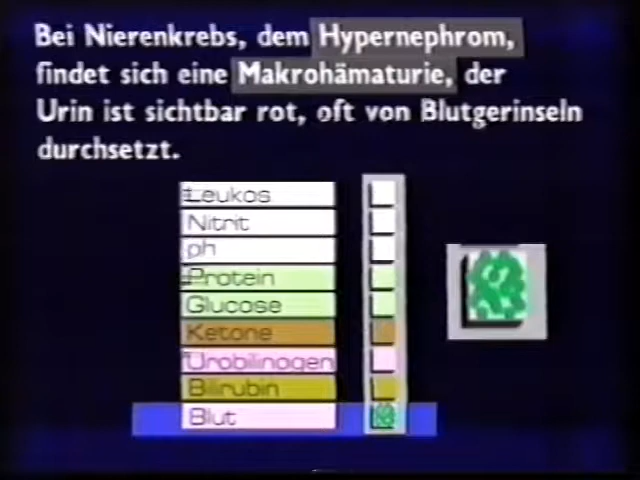 Bei Nierenkrebs, dem Hypernephrom,
findet sich eine Makrohämaturie, der
Urin ist sichtbar rot, oft von Blutgerinseln
durchsetzt.
Leukos
Nitrit
ph
Protein
Glucose
Ketone
Urobilinogen
Bilirubin
Blut